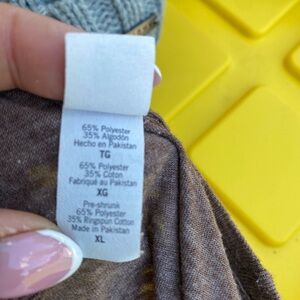 65% Polyester
35% Algodón
Hecho en Pakistan
TG
65% Polyester
35% Coton
Fabriqué au Pakistan
XG
Pre-shrunk
65% Polyester
35% Ringspun Cotton
Made in Pakistan
XL